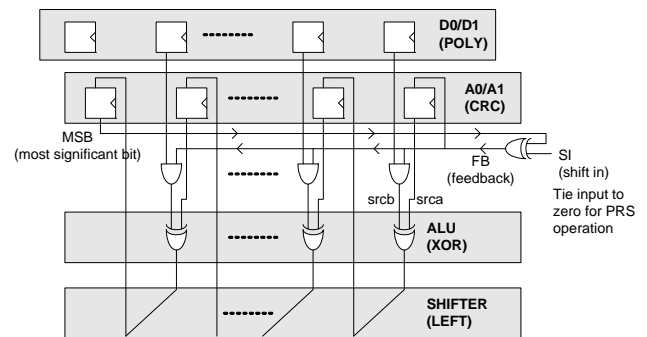 D0/D1
(POLY)
A0/A1
(CRC)
MSB
(most significant bit)
FB
(feedback)
SI
(shift in)
Tie input to
zero for PRS
operation
srcb
srca
ALU
(XOR)
SHIFTER
(LEFT)